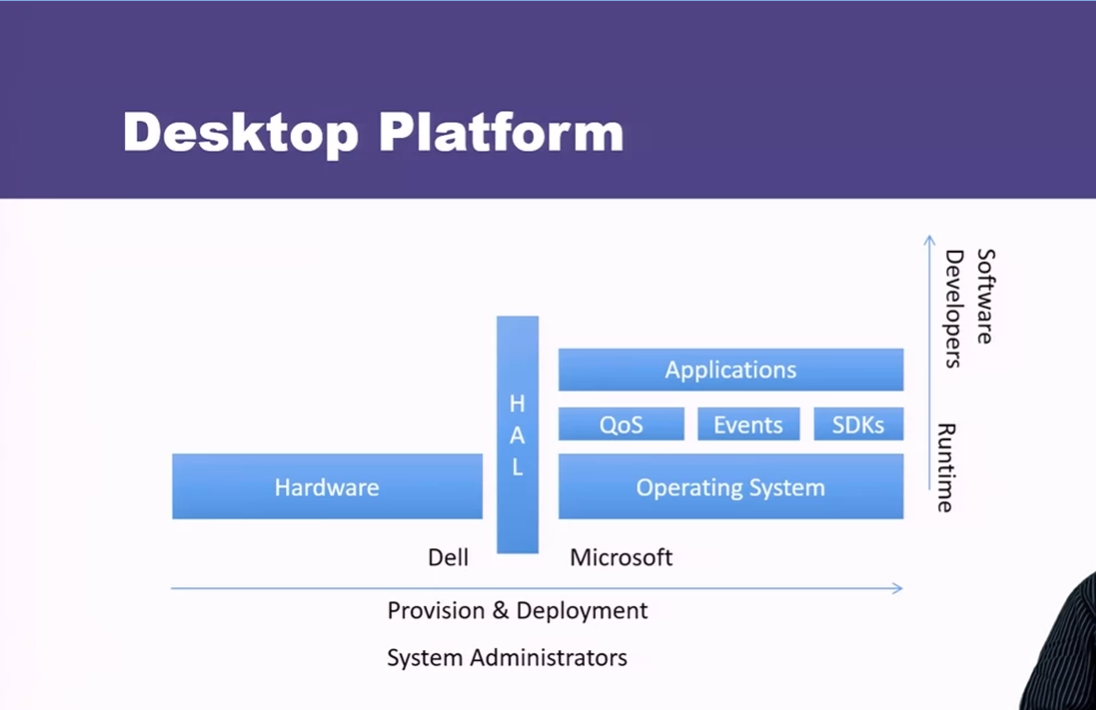 Desktop Platform
Software
Developers
H
A
L
Applications
QoS Events SDKs
Runtime
Hardware
Operating System
Dell
Microsoft
Provision & Deployment
System Administrators